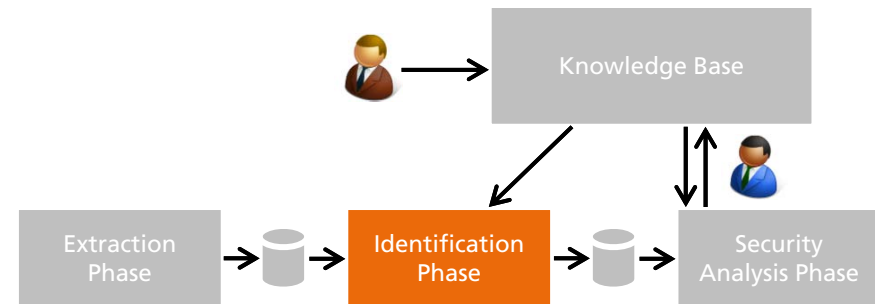 Knowledge Base
Extraction
Phase
Identification
Phase
Security
Analysis Phase